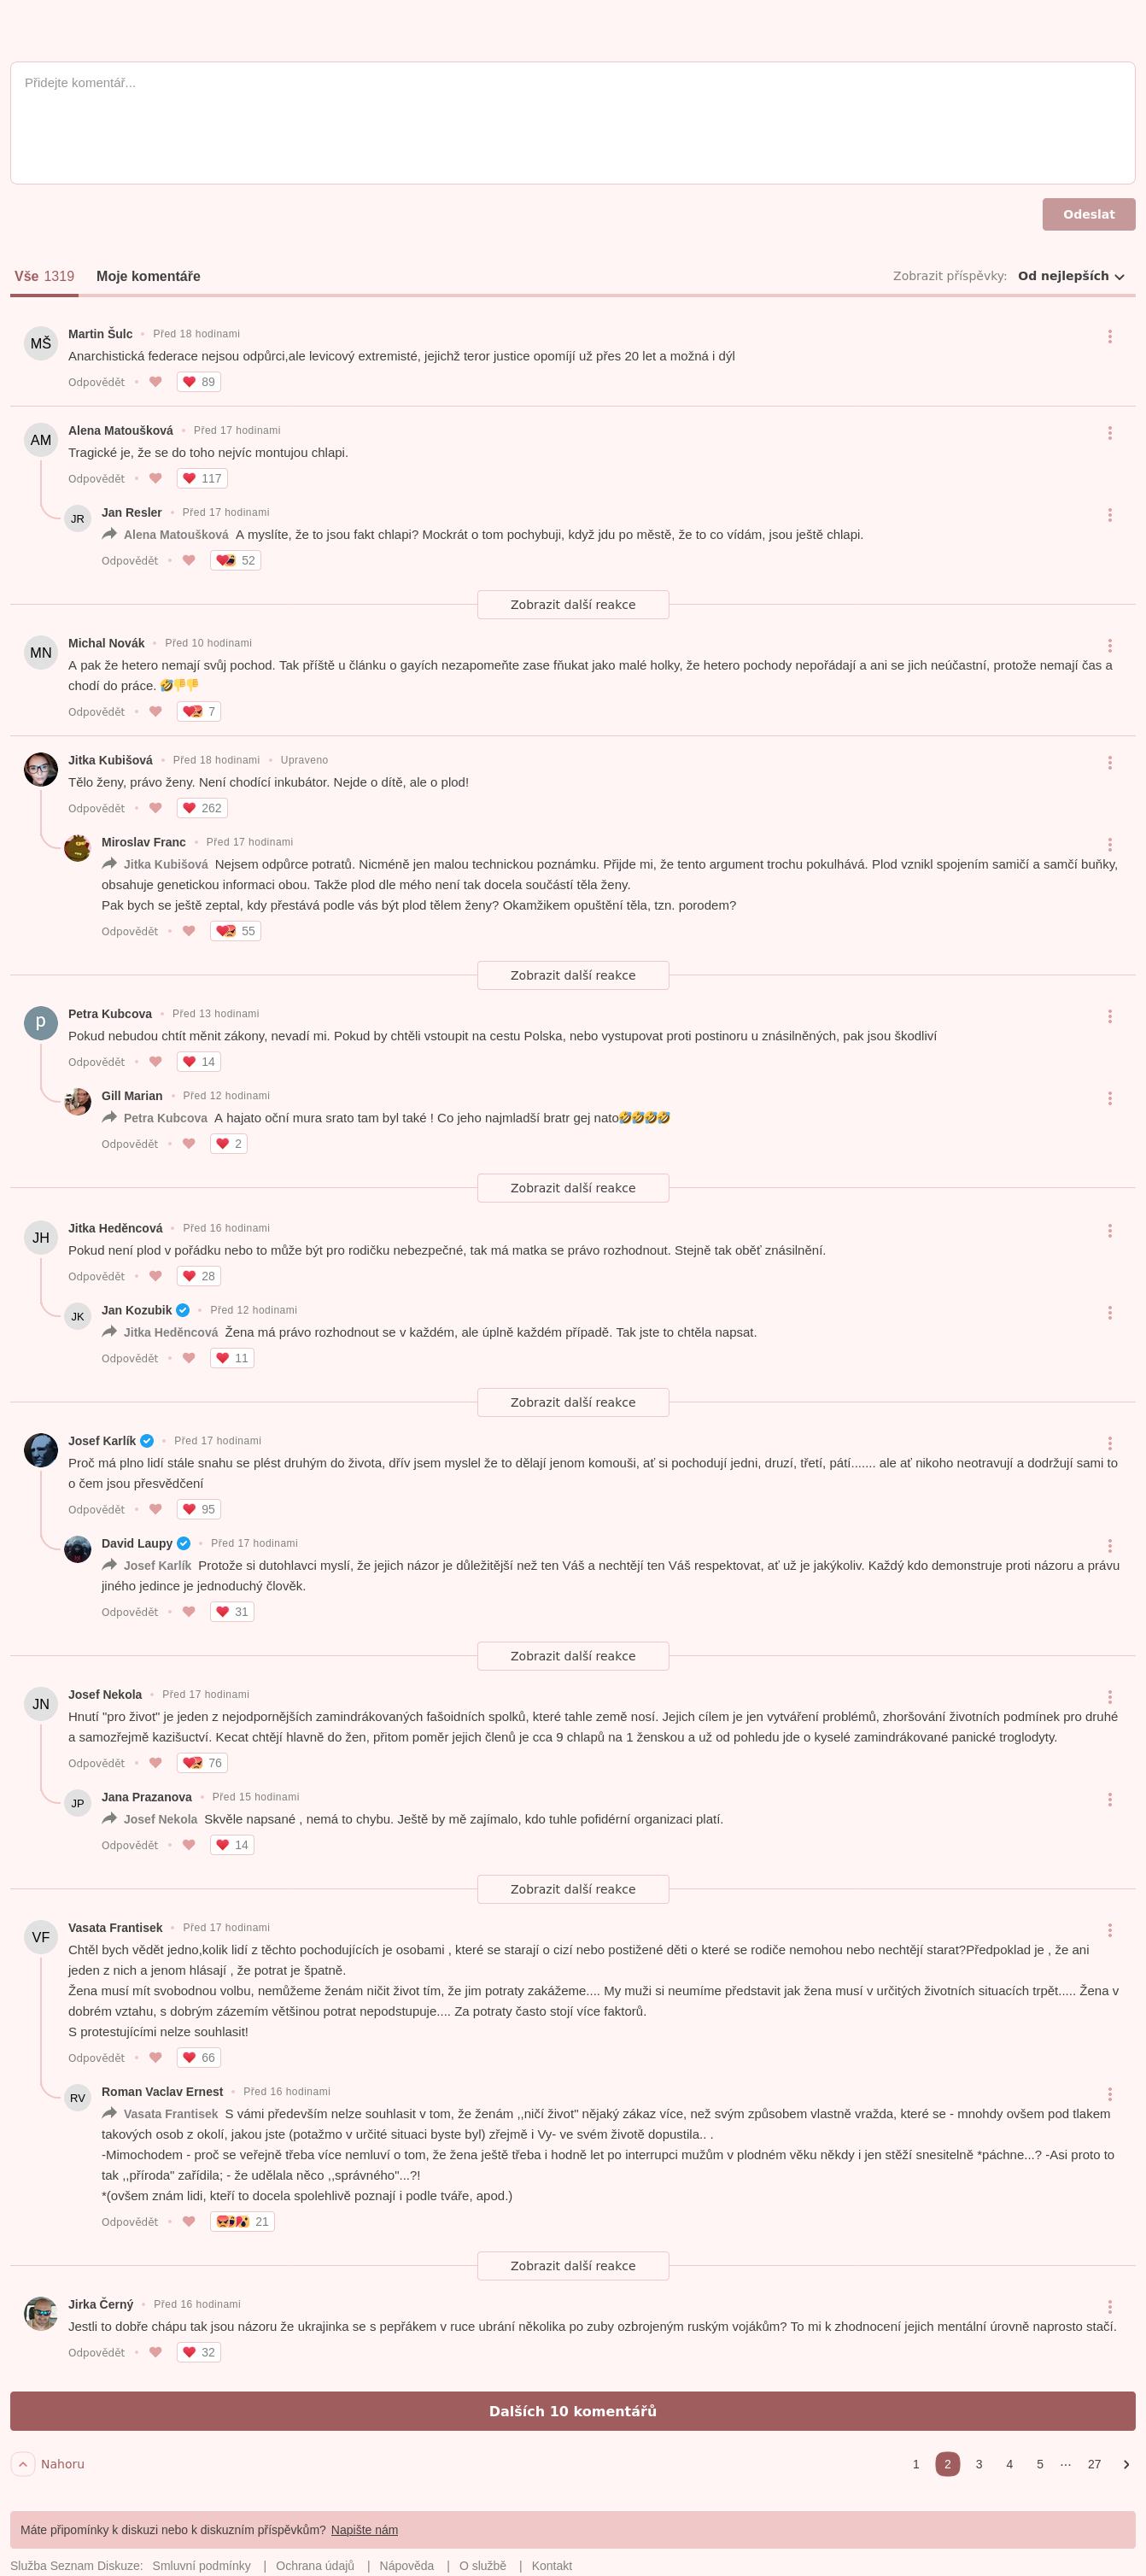 Přidejte komentář...
Odeslat
Vše 1319 Moje komentáře Zobrazit příspěvky: Od nejlepších
MŠ
Martin Šulc • Před 18 hodinami
Anarchistická federace nejsou odpůrci,ale levicový extremisté, jejichž teror justice opomíjí už přes 20 let a možná i dýl
Odpovědět • 89
AM
Alena Matoušková • Před 17 hodinami
Tragické je, že se do toho nejvíc montujou chlapi.
Odpovědět • 117
JR
Jan Resler • Před 17 hodinami
Alena Matoušková A myslíte, že to jsou fakt chlapi? Mockrát o tom pochybuji, když jdu po městě, že to co vídám, jsou ještě chlapi.
Odpovědět • 52
Zobrazit další reakce
MN
Michal Novák • Před 10 hodinami
A pak že hetero nemají svůj pochod. Tak příště u článku o gayích nezapomeňte zase fňukat jako malé holky, že hetero pochody nepořádají a ani se jich neúčastní, protože nemají čas a
chodí do práce. 🤣👎👎
Odpovědět • 7
Jitka Kubišová • Před 18 hodinami • Upraveno
Tělo ženy, právo ženy. Není chodící inkubátor. Nejde o dítě, ale o plod!
Odpovědět • 262
Miroslav Franc • Před 17 hodinami
Jitka Kubišová Nejsem odpůrce potratů. Nicméně jen malou technickou poznámku. Přijde mi, že tento argument trochu pokulhává. Plod vznikl spojením samičí a samčí buňky,
obsahuje genetickou informaci obou. Takže plod dle mého není tak docela součástí těla ženy.
Pak bych se ještě zeptal, kdy přestává podle vás být plod tělem ženy? Okamžikem opuštění těla, tzn. porodem?
Odpovědět • 55
Zobrazit další reakce
p
Petra Kubcova • Před 13 hodinami
Pokud nebudou chtít měnit zákony, nevadí mi. Pokud by chtěli vstoupit na cestu Polska, nebo vystupovat proti postinoru u znásilněných, pak jsou škodliví
Odpovědět • 14
Gill Marian • Před 12 hodinami
Petra Kubcova A hajato oční mura srato tam byl také ! Co jeho najmladší bratr gej nato🤣🤣🤣🤣
Odpovědět • 2
Zobrazit další reakce
JH
Jitka Heděncová • Před 16 hodinami
Pokud není plod v pořádku nebo to může být pro rodičku nebezpečné, tak má matka se právo rozhodnout. Stejně tak oběť znásilnění.
Odpovědět • 28
JK
Jan Kozubik • Před 12 hodinami
Jitka Heděncová Žena má právo rozhodnout se v každém, ale úplně každém případě. Tak jste to chtěla napsat.
Odpovědět • 11
Zobrazit další reakce
Josef Karlík • Před 17 hodinami
Proč má plno lidí stále snahu se plést druhým do života, dřív jsem myslel že to dělají jenom komouši, ať si pochodují jedni, druzí, třetí, pátí....... ale ať nikoho neotravují a dodržují sami to
o čem jsou přesvědčení
Odpovědět • 95
David Laupy • Před 17 hodinami
Josef Karlík Protože si dutohlavci myslí, že jejich názor je důležitější než ten Váš a nechtějí ten Váš respektovat, ať už je jakýkoliv. Každý kdo demonstruje proti názoru a právu
jiného jedince je jednoduchý člověk.
Odpovědět • 31
Zobrazit další reakce
JN
Josef Nekola • Před 17 hodinami
Hnutí "pro život" je jeden z nejodpornějších zamindrákovaných fašoidních spolků, které tahle země nosí. Jejich cílem je jen vytváření problémů, zhoršování životních podmínek pro druhé
a samozřejmě kazišuctví. Kecat chtějí hlavně do žen, přitom poměr jejich členů je cca 9 chlapů na 1 ženskou a už od pohledu jde o kyselé zamindrákované panické troglodyty.
Odpovědět • 76
JP
Jana Prazanova • Před 15 hodinami
Josef Nekola Skvěle napsané , nemá to chybu. Ještě by mě zajímalo, kdo tuhle pofidérní organizaci platí.
Odpovědět • 14
Zobrazit další reakce
VF
Vasata Frantisek • Před 17 hodinami
Chtěl bych vědět jedno,kolik lidí z těchto pochodujících je osobami , které se starají o cizí nebo postižené děti o které se rodiče nemohou nebo nechtějí starat?Předpoklad je , že ani
jeden z nich a jenom hlásají , že potrat je špatně.
Žena musí mít svobodnou volbu, nemůžeme ženám ničit život tím, že jim potraty zakážeme.... My muži si neumíme představit jak žena musí v určitých životních situacích trpět..... Žena v
dobrém vztahu, s dobrým zázemím většinou potrat nepodstupuje.... Za potraty často stojí více faktorů.
S protestujícími nelze souhlasit!
Odpovědět • 66
RV
Roman Vaclav Ernest • Před 16 hodinami
Vasata Frantisek S vámi především nelze souhlasit v tom, že ženám ,,ničí život" nějaký zákaz více, než svým způsobem vlastně vražda, které se - mnohdy ovšem pod tlakem
takových osob z okolí, jakou jste (potažmo v určité situaci byste byl) zřejmě i Vy- ve svém životě dopustila.. .
-Mimochodem - proč se veřejně třeba více nemluví o tom, že žena ještě třeba i hodně let po interrupci mužům v plodném věku někdy i jen stěží snesitelně *páchne...? -Asi proto to
tak ,,příroda" zařídila; - že udělala něco ,,správného"...?!
*(ovšem znám lidi, kteří to docela spolehlivě poznají i podle tváře, apod.)
Odpovědět • 21
Zobrazit další reakce
Jirka Černý • Před 16 hodinami
Jestli to dobře chápu tak jsou názoru že ukrajinka se s pepřákem v ruce ubrání několika po zuby ozbrojeným ruským vojákům? To mi k zhodnocení jejich mentální úrovně naprosto stačí.
Odpovědět • 32
Dalších 10 komentářů
Nahoru 1 2 3 4 5 ··· 27
Máte připomínky k diskuzi nebo k diskuzním příspěvkům? Napište nám
Služba Seznam Diskuze: Smluvní podmínky | Ochrana údajů | Nápověda | O službě | Kontakt